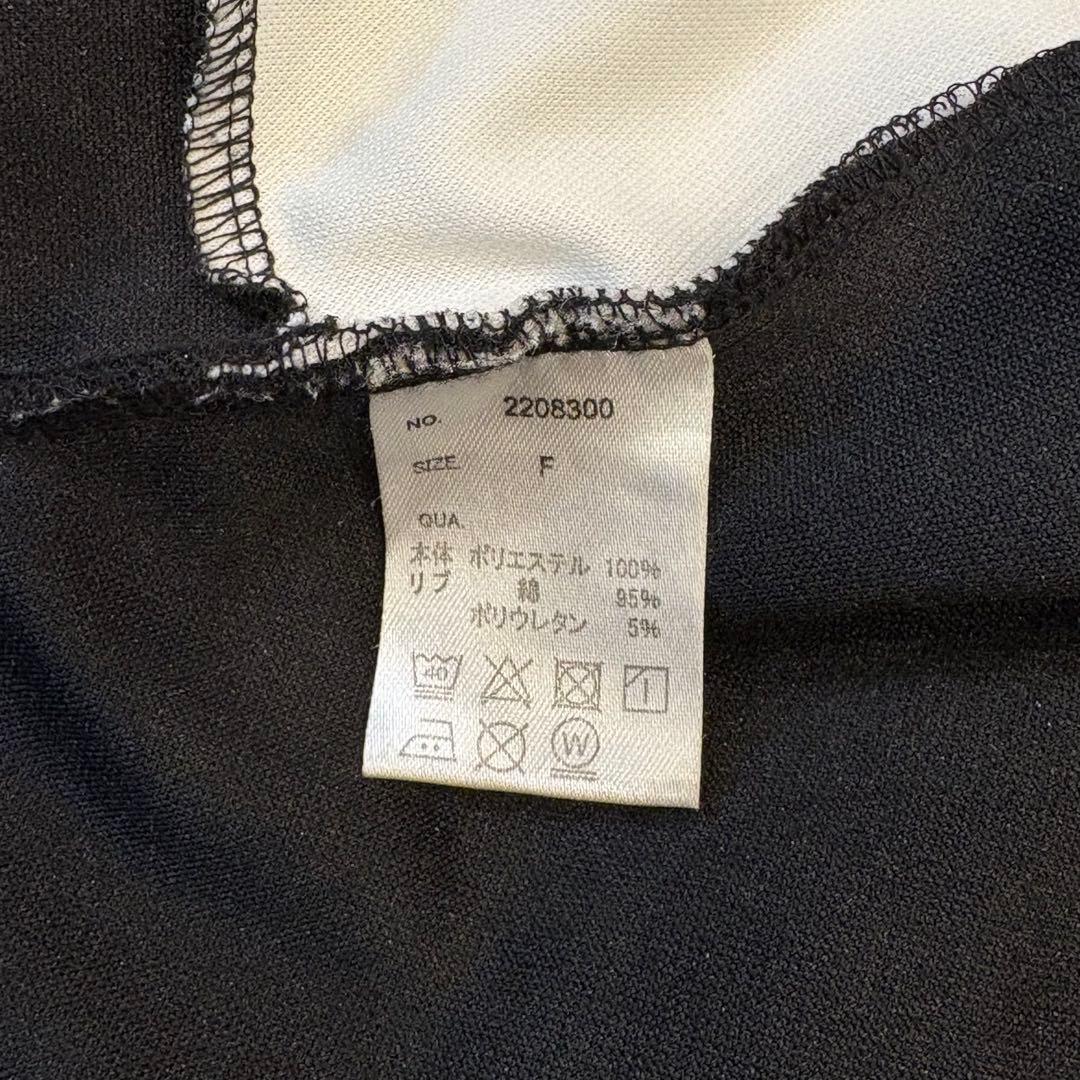 NO. 2208300
SIZE F
QUA.
本体 ポリエステル 100%
リブ 綿 95%
ポリウレタン 5%
40
W